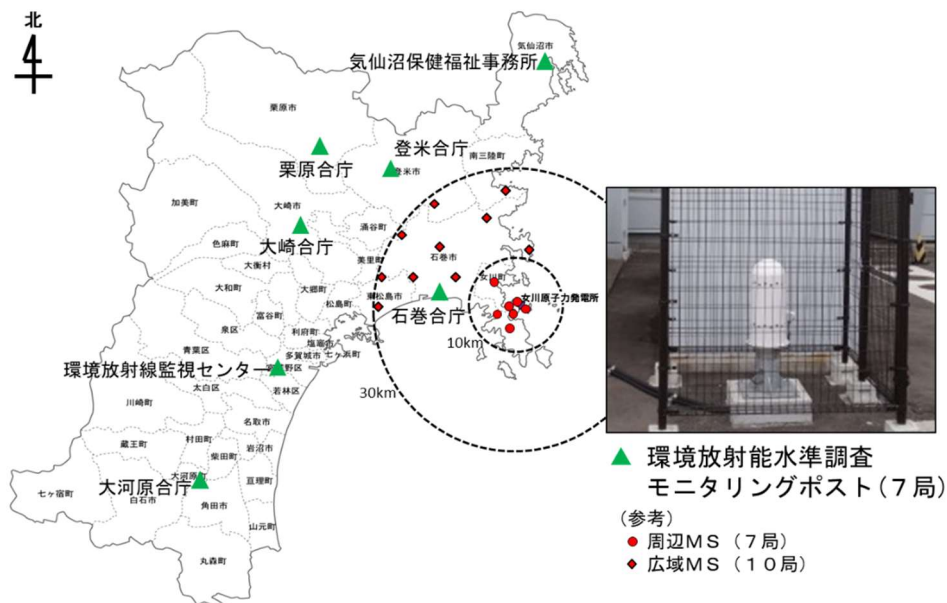 北
気仙沼市
気仙沼保健福祉事務所
栗原市
登米合庁
南三陸町
栗原合庁
登米市
加美町
大崎市
涌谷町
色麻町
大崎合庁
美里町
石巻市
大衡村
女川町
大和町
大郷町
東松島市
女川原子力発電所
松島町
石巻合庁
富谷町
泉区
利府町
塩竈市
10km
青葉区
多賀城市
七ヶ浜町
環境放射線監視センター
宮城野区
太白区
若林区
30km
川崎町
名取市
村田町
蔵王町
柴田町
岩沼市
大河原町
大河原合庁
亘理町
七ヶ宿町
白石市
角田市
山元町
丸森町
環境放射能水準調査
モニタリングポスト(7局)
(参考)
周辺MS(7局)
広域MS(10局)